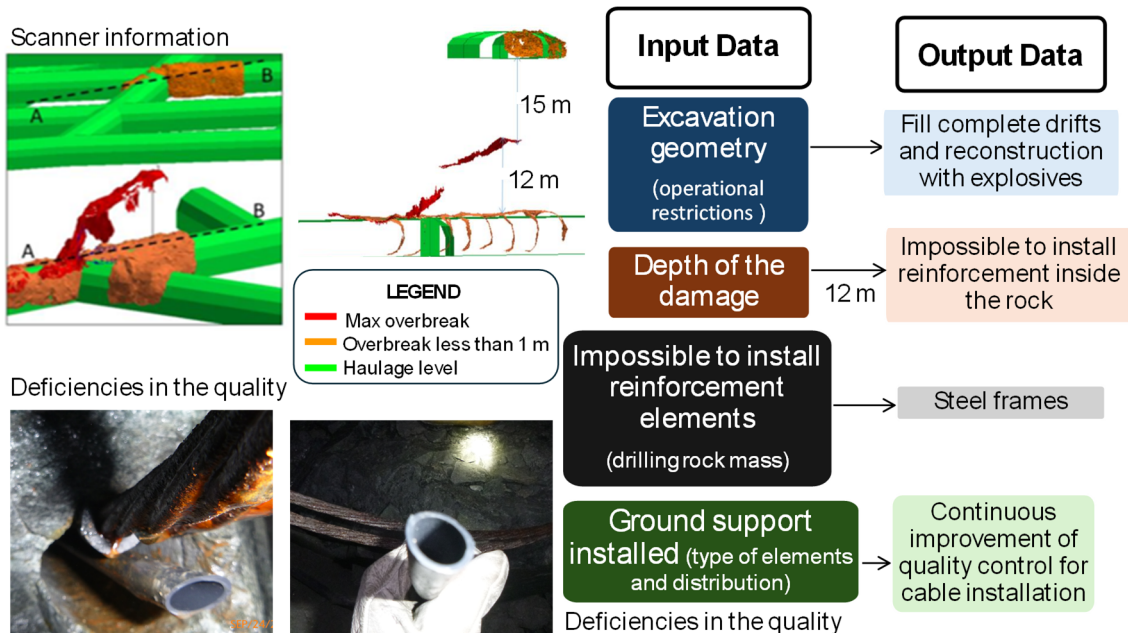 Scanner information
A
B
A
B
15 m
12 m
LEGEND
Max overbreak
Overbreak less than 1 m
Haulage level
Deficiencies in the quality
Input Data
Output Data
Excavation
geometry
(operational
restrictions )
Fill complete drifts
and reconstruction
with explosives
Depth of the
damage
12 m
Impossible to install
reinforcement inside
the rock
Impossible to install
reinforcement
elements
(drilling rock mass)
Steel frames
Ground support
installed (type of elements
and distribution)
Continuous
improvement of
quality control for
cable installation
Deficiencies in the quality